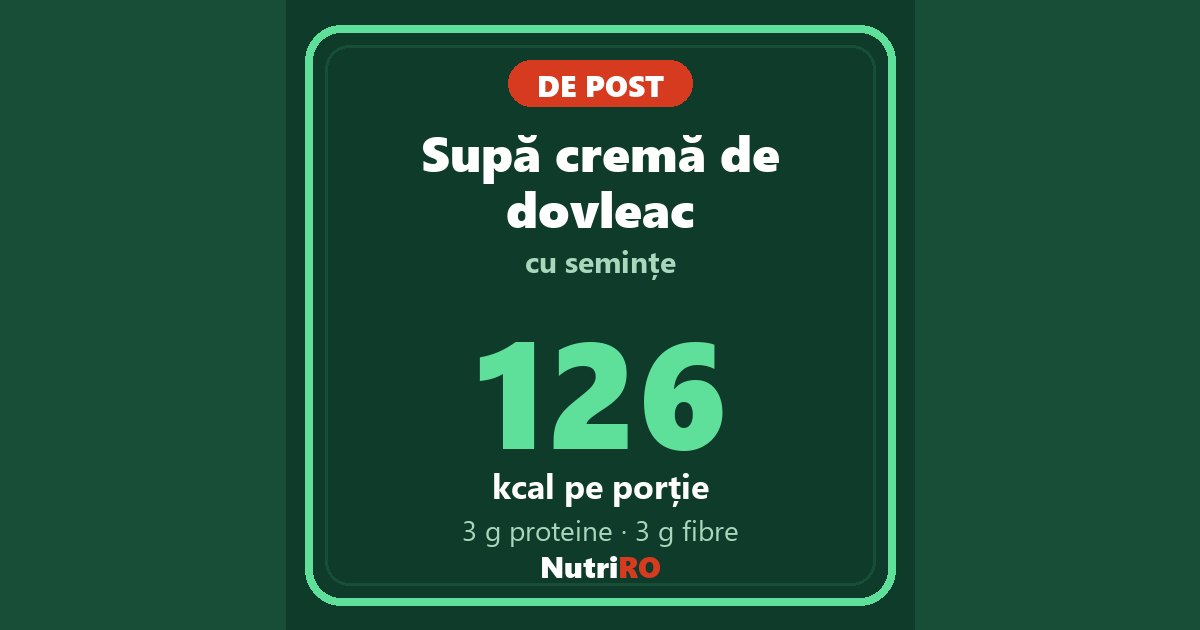 DE POST
Supă cremă de
dovleac
cu semințe
126
kcal pe porție
3 g proteine · 3 g fibre
NutriRO